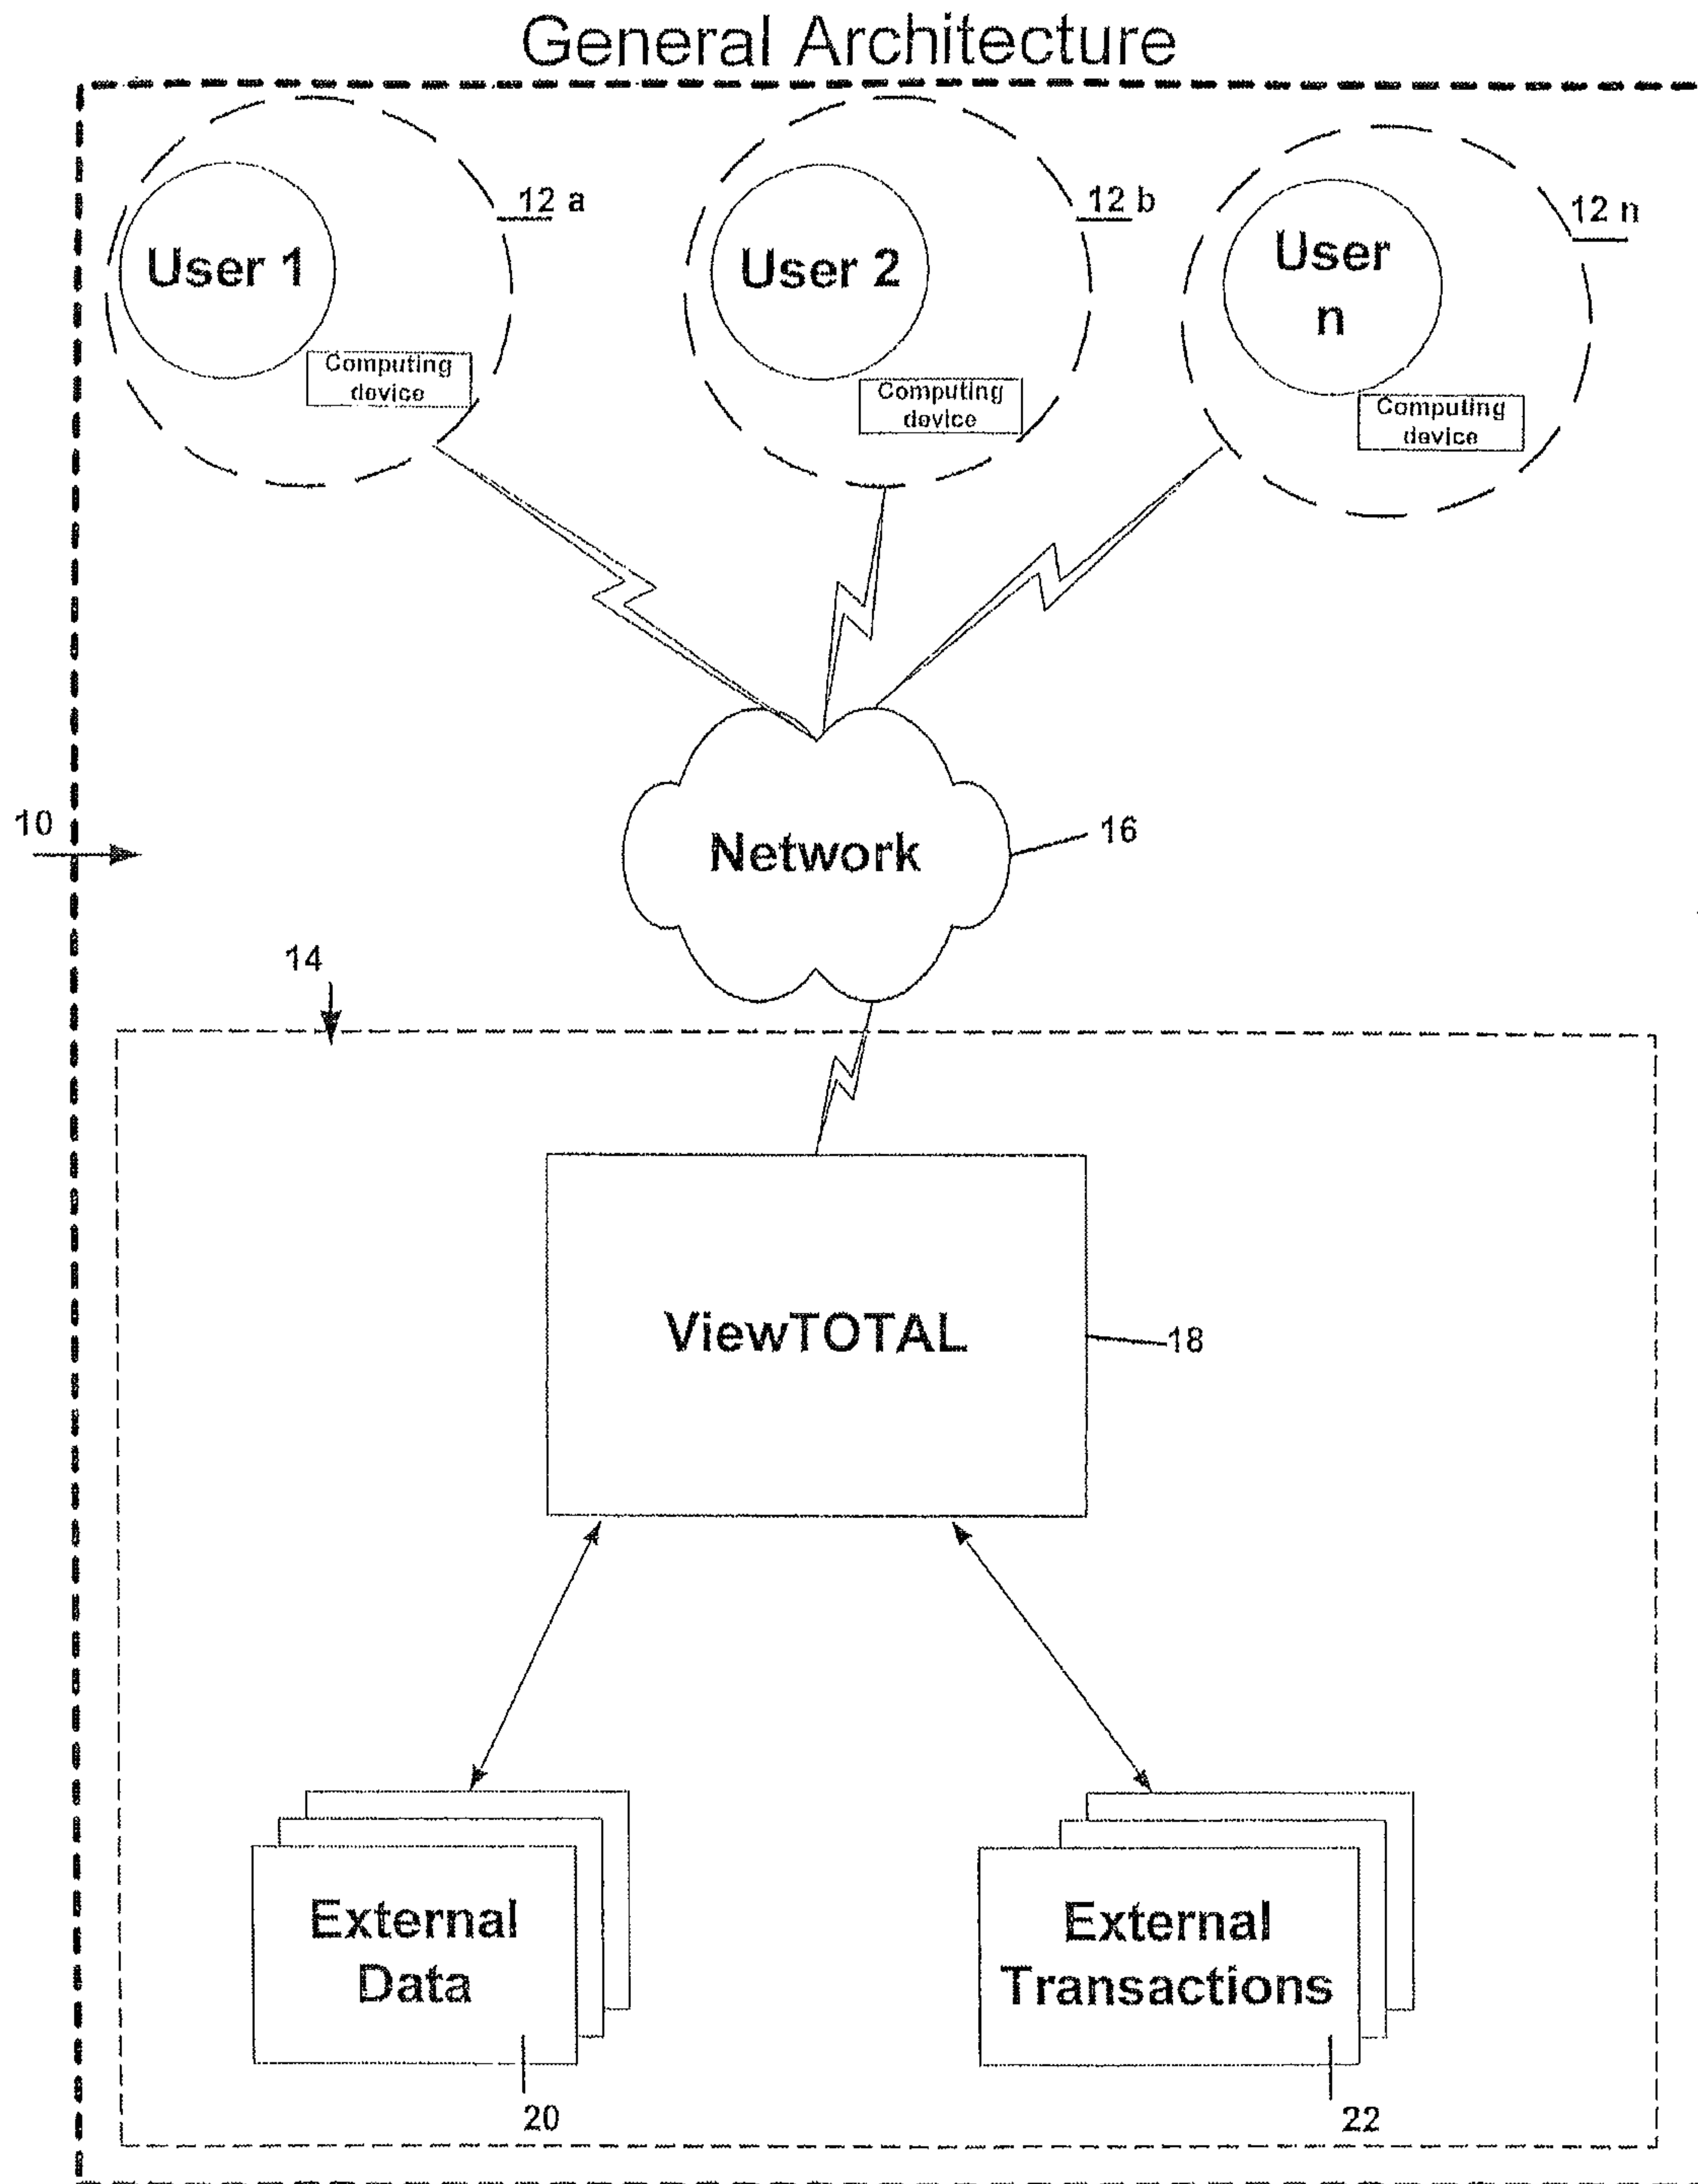 General Architecture
12 a
12 b
12 n
User 1
User 2
User
n
Computing
device
Computing
device
Computing
device
10
Network
16
14
ViewTOTAL
18
External
Data
External
Transactions
20
22